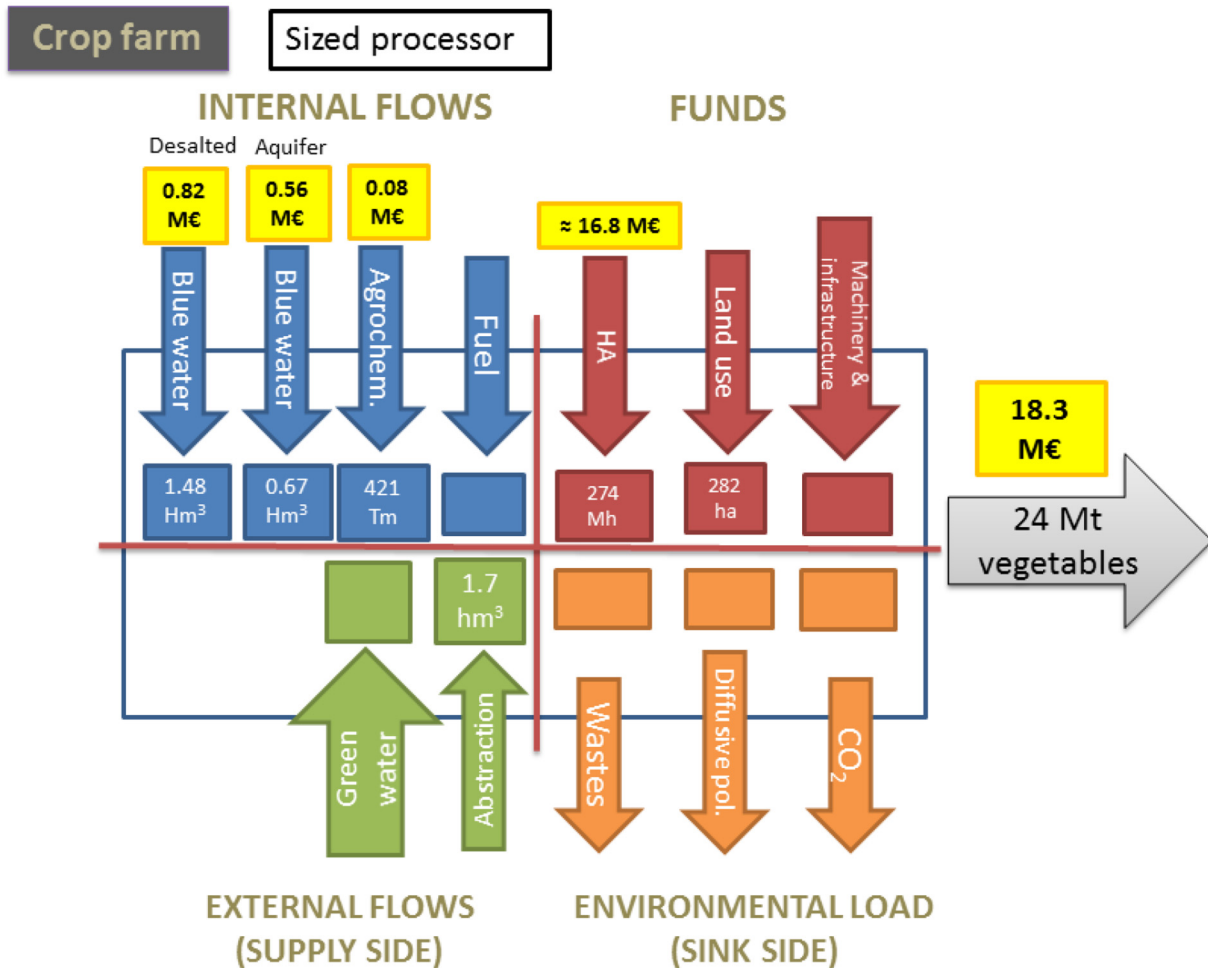 Crop farm
Sized processor
INTERNAL FLOWS
FUNDS
Desalted
Aquifer
0.82
M€
0.56
M€
0.08
M€
≈ 16.8 M€
Blue water
Blue water
Agrochem.
Fuel
HA
Land use
Machinery &
infrastructure
18.3
M€
1.48
Hm³
0.67
Hm³
421
Tm
274
Mh
282
ha
24 Mt
vegetables
1.7
hm³
Green
water
Abstraction
Wastes
Diffusive pol.
CO₂
EXTERNAL FLOWS
(SUPPLY SIDE)
ENVIRONMENTAL LOAD
(SINK SIDE)